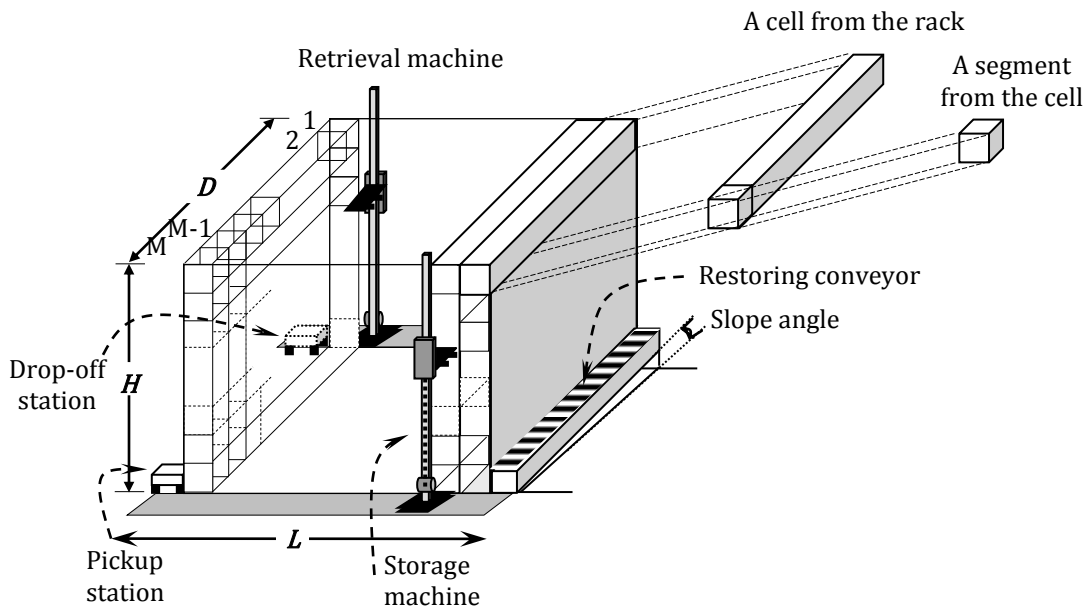 A cell from the rack
Retrieval machine
A segment
from the cell
1
2
D
M-1
M
Restoring conveyor
Slope angle
Drop-off
station
H
L
Pickup
station
Storage
machine